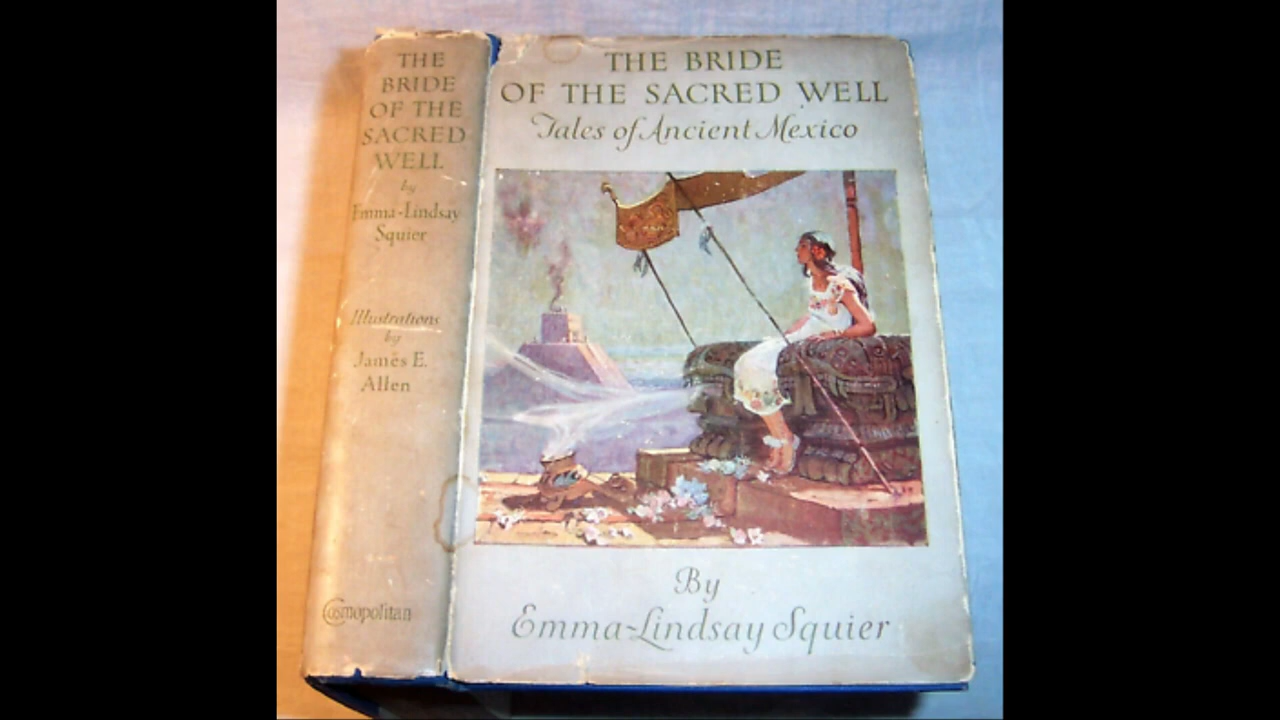 THE
BRIDE
OF THE
SACRED
WELL
by
Emma-Lindsay
Squier
Illustrations
by
James E.
Allen
Cosmopolitan
THE BRIDE
OF THE SACRED WELL
Tales of Ancient Mexico
By
Emma-Lindsay Squier